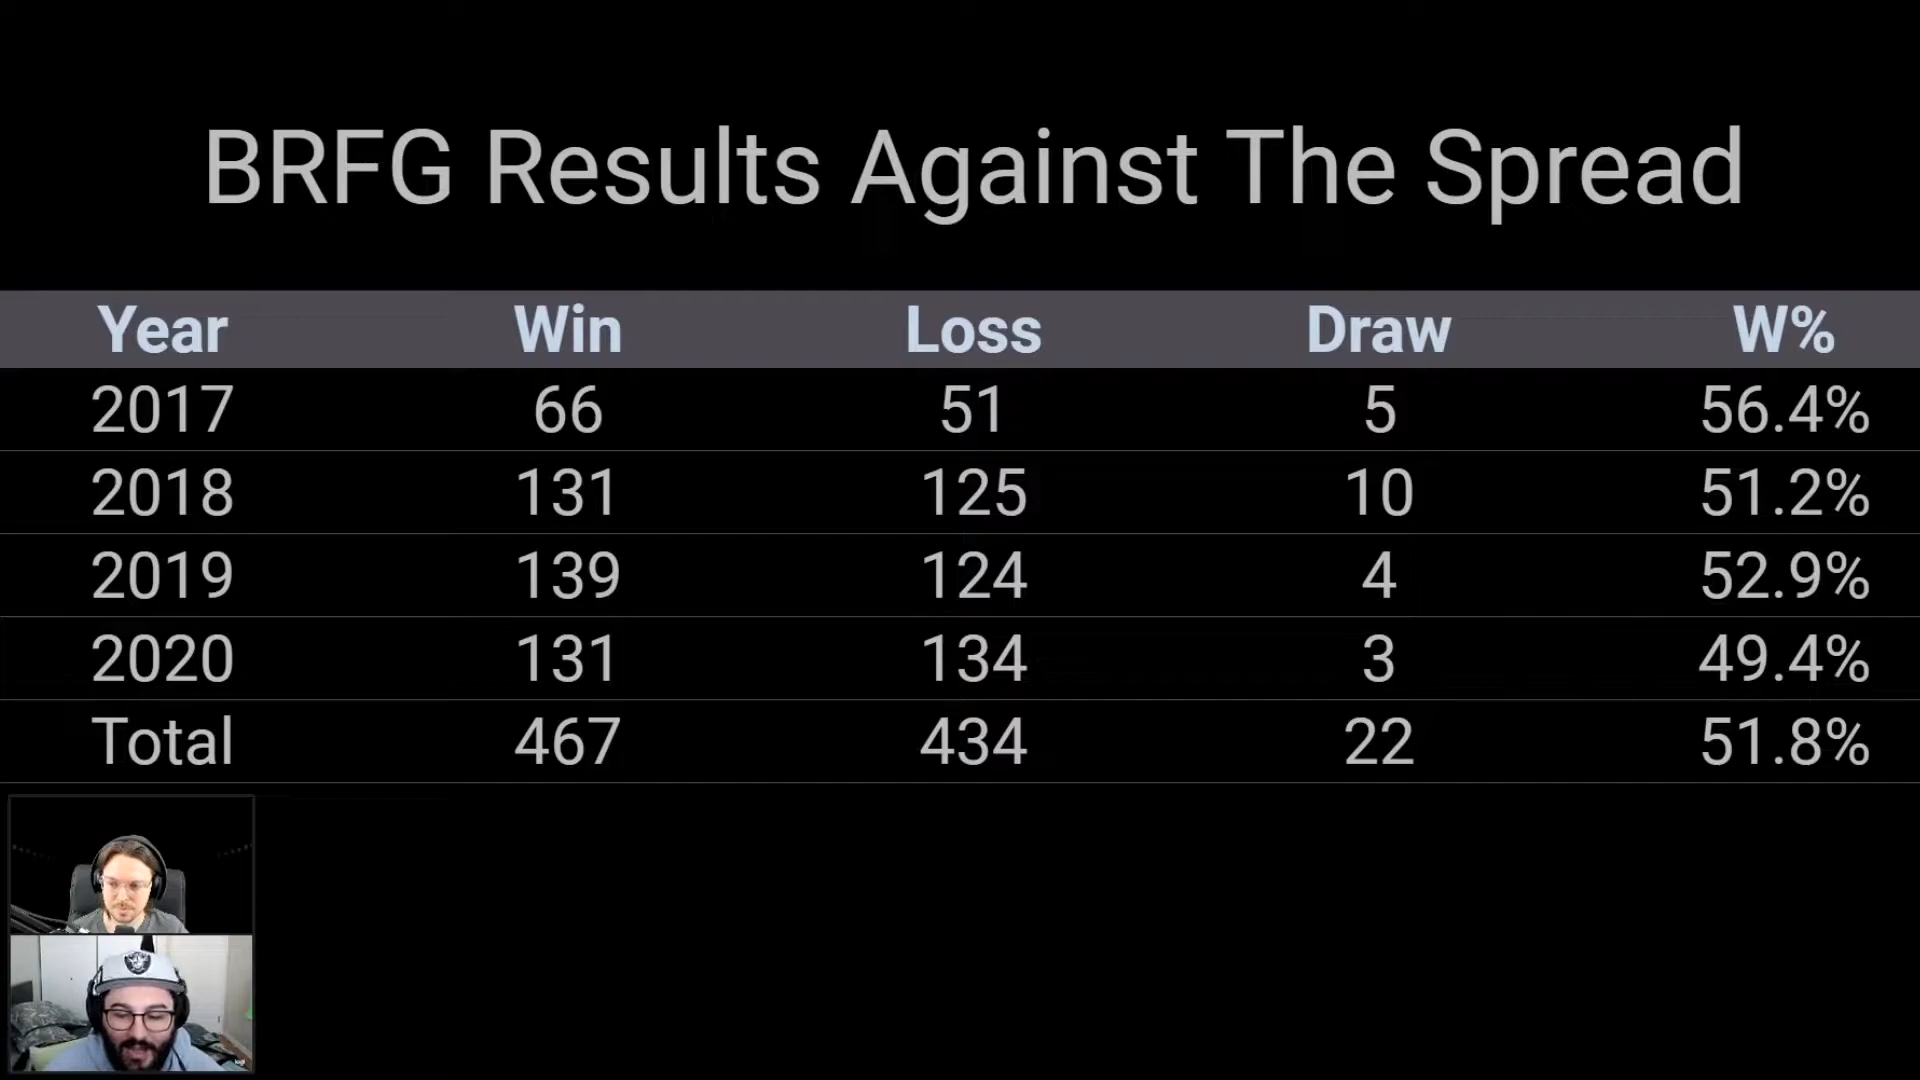 BRFG Results Against The Spread
Year Win Loss Draw W%
2017 66 51 5 56.4%
2018 131 125 10 51.2%
2019 139 124 4 52.9%
2020 131 134 3 49.4%
Total 467 434 22 51.8%